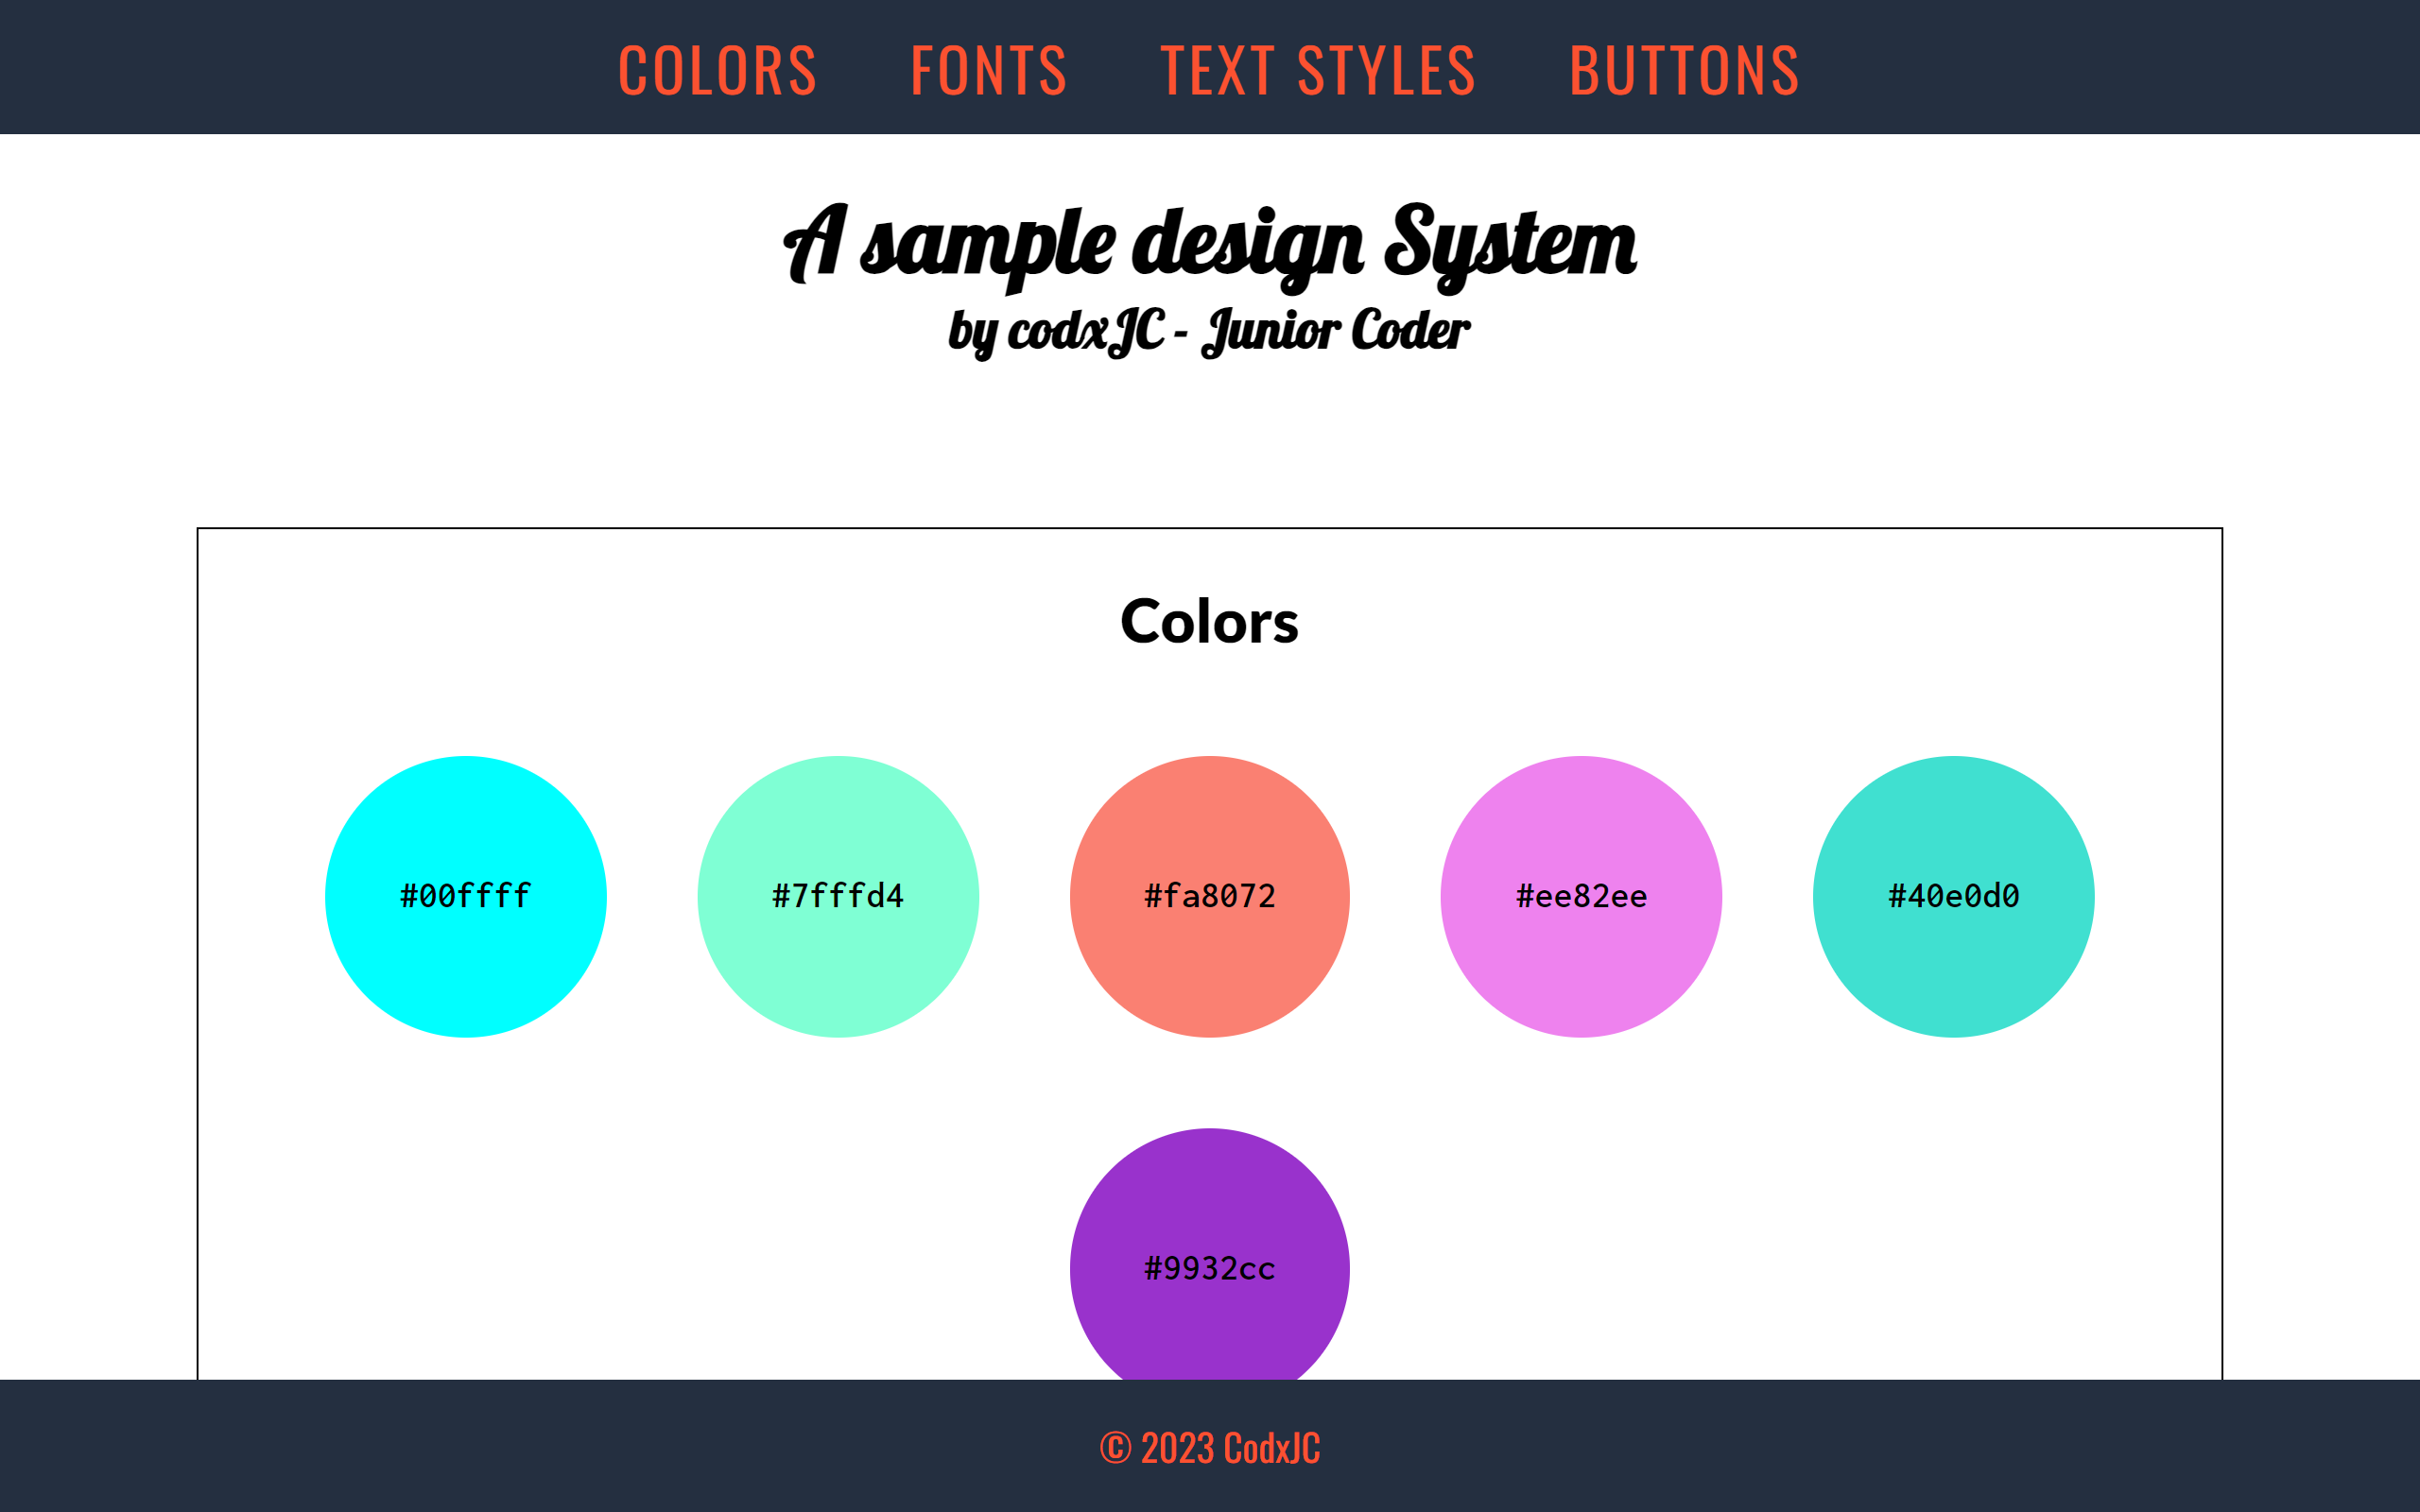 COLORS FONTS TEXT STYLES BUTTONS
A sample design System
by codxJC - Junior Coder
Colors
#00ffff #7fffd4 #fa8072 #ee82ee #40e0d0
#9932cc
© 2023 CodxJC